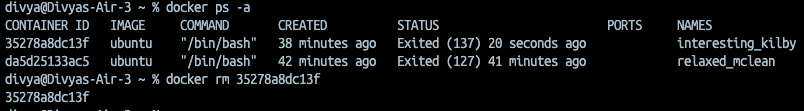 divya@Divyas-Air-3 ~ % docker ps -a
CONTAINER ID   IMAGE     COMMAND       CREATED          STATUS                        PORTS     NAMES
35278a8dc13f   ubuntu    "/bin/bash"   38 minutes ago   Exited (137) 20 seconds ago             interesting_kilby
da5d25133ac5   ubuntu    "/bin/bash"   42 minutes ago   Exited (127) 41 minutes ago             relaxed_mclean
divya@Divyas-Air-3 ~ % docker rm 35278a8dc13f
35278a8dc13f